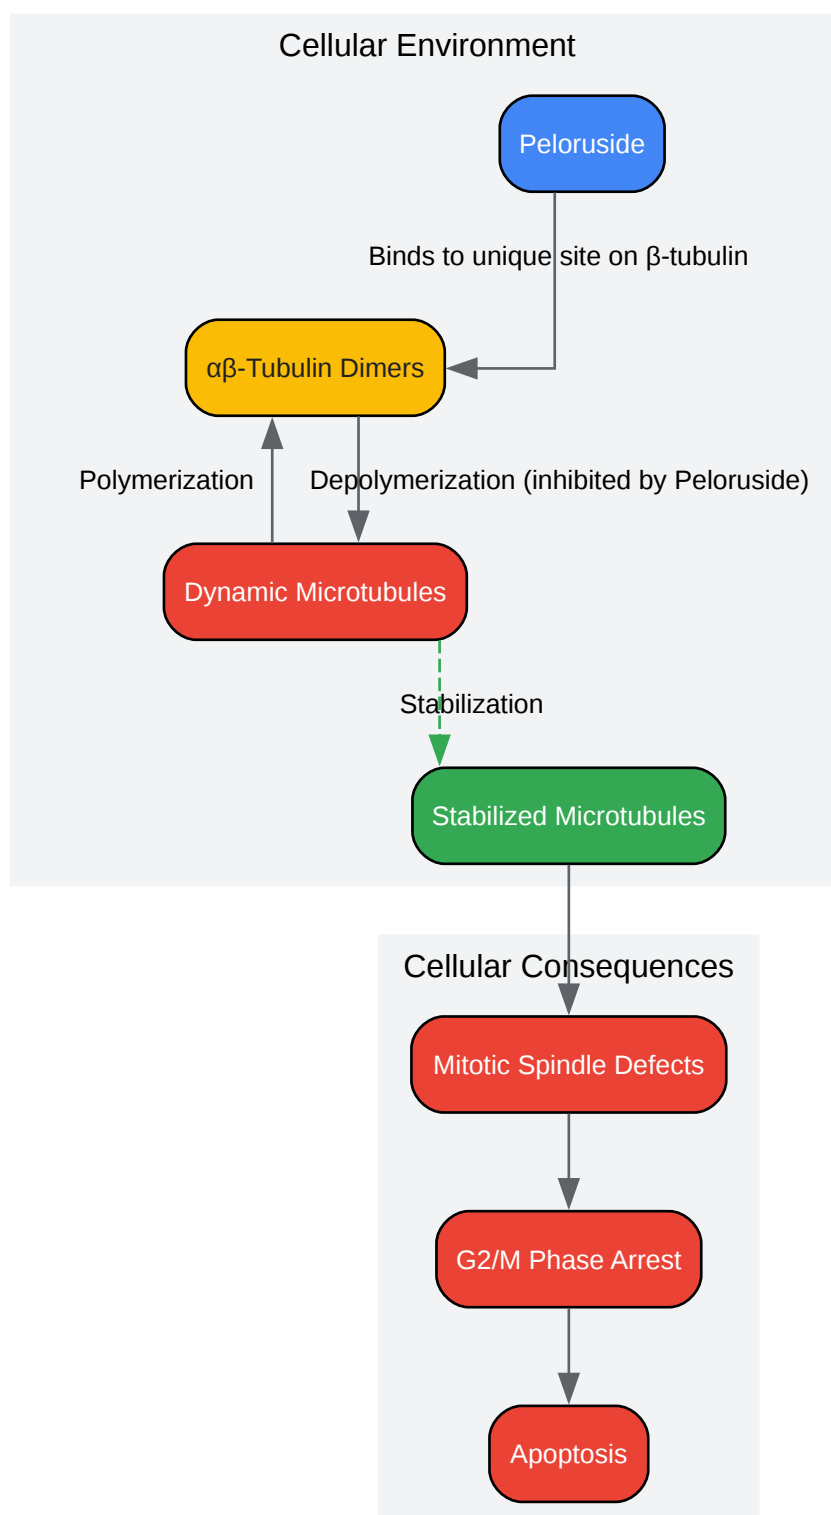 Cellular Environment
Peloruside
Binds to unique site on β-tubulin
αβ-Tubulin Dimers
Polymerization
Depolymerization (inhibited by Peloruside)
Dynamic Microtubules
Stabilization
Stabilized Microtubules
Cellular Consequences
Mitotic Spindle Defects
G2/M Phase Arrest
Apoptosis